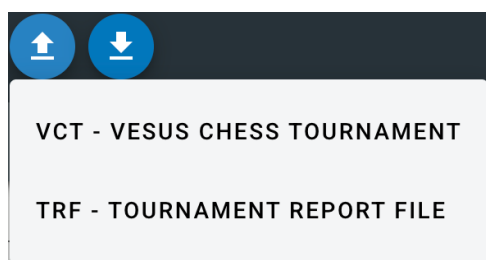 VCT - VESUS CHESS TOURNAMENT
TRF - TOURNAMENT REPORT FILE